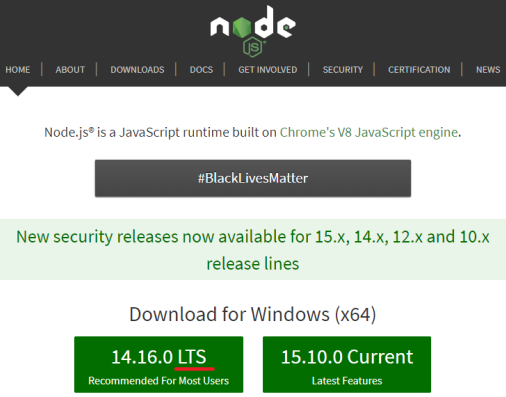 node
JS
HOME ABOUT DOWNLOADS DOCS GET INVOLVED SECURITY CERTIFICATION NEWS
Node.js® is a JavaScript runtime built on Chrome's V8 JavaScript engine.
#BlackLivesMatter
New security releases now available for 15.x, 14.x, 12.x and 10.x
release lines
Download for Windows (x64)
14.16.0 LTS 15.10.0 Current
Recommended For Most Users Latest Features